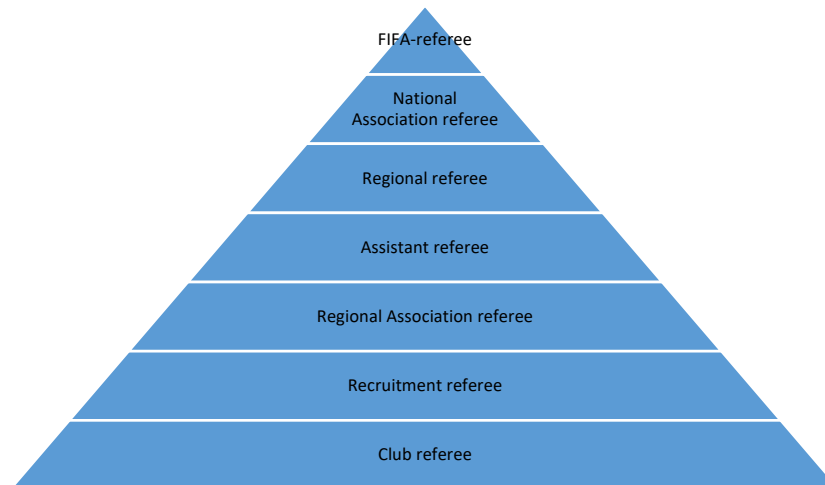 FIFA-referee
National
Association referee
Regional referee
Assistant referee
Regional Association referee
Recruitment referee
Club referee